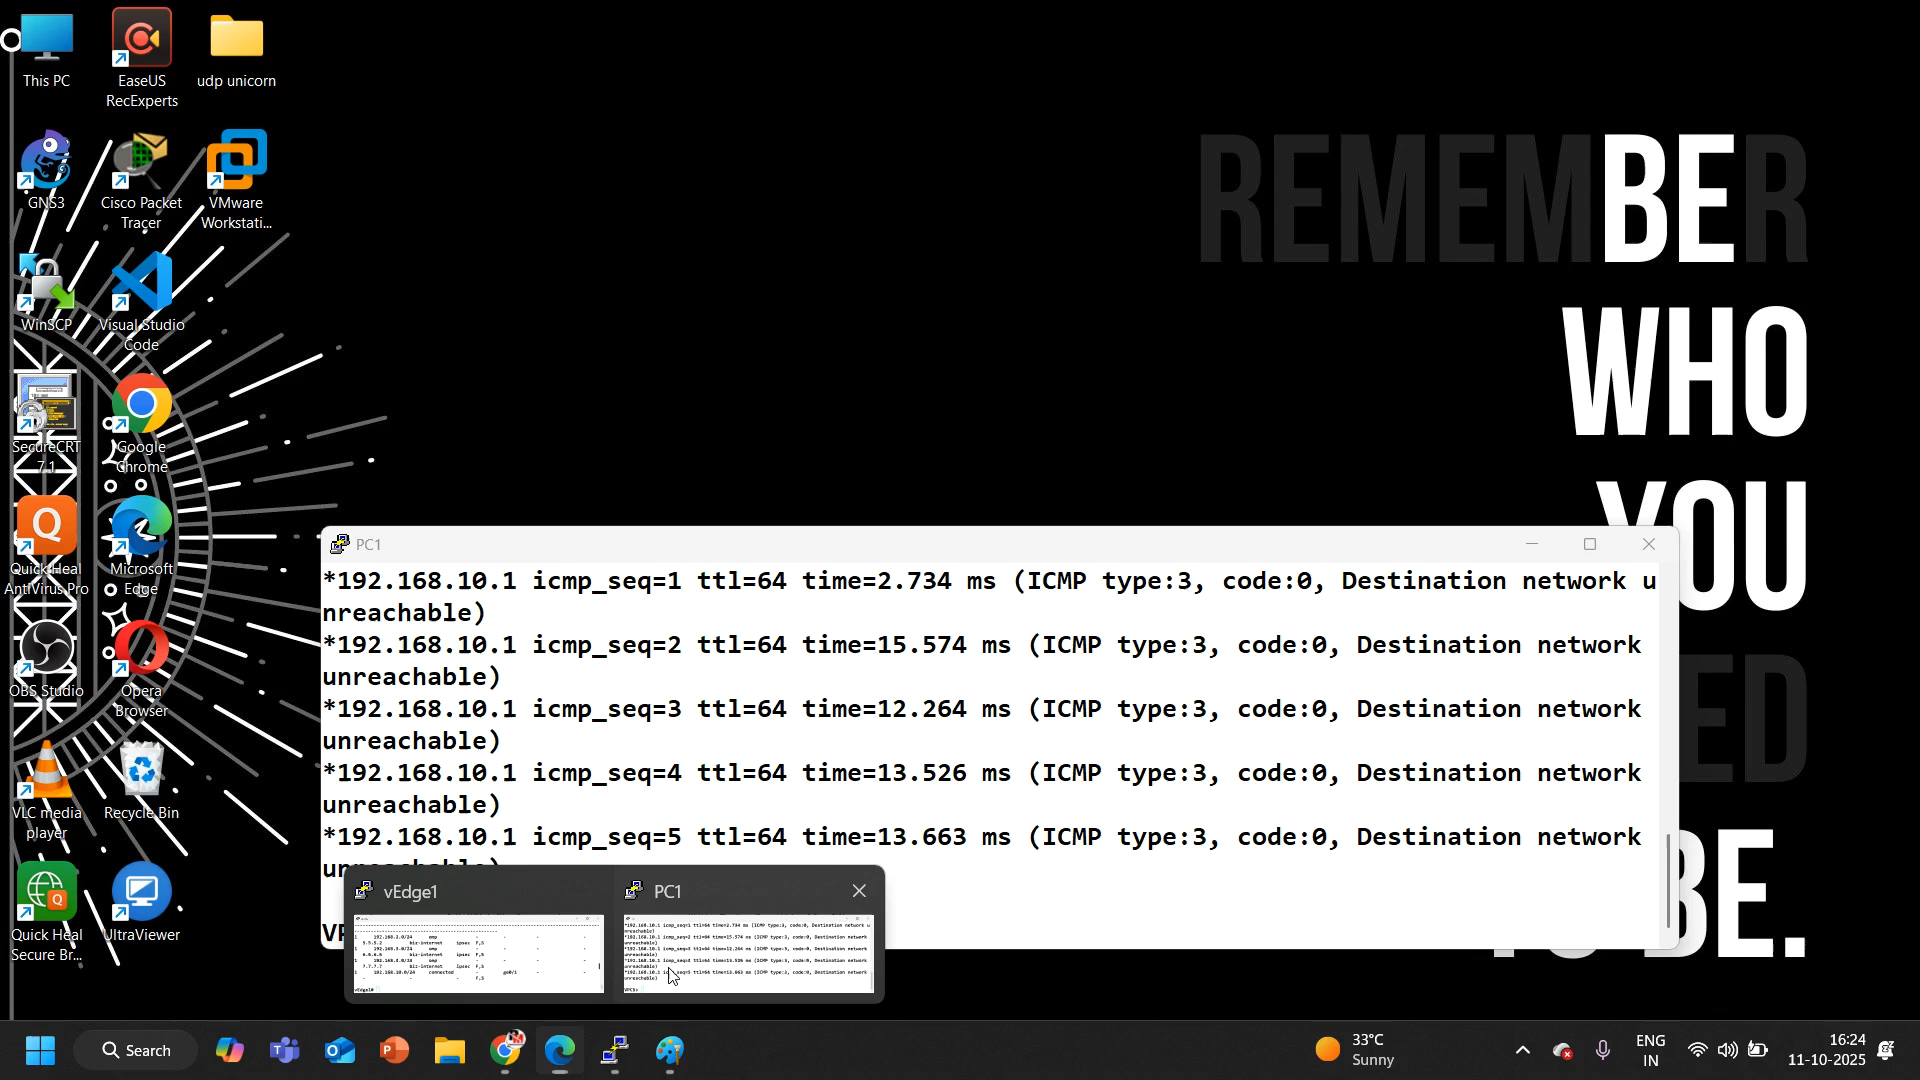 This PC
EaseUS
RecExperts
udp unicorn
GNS3
Cisco Packet
Tracer
VMware
Workstati...
WinSCP
Visual Studio
Code
SecureCRT
7.1
Google
Chrome
Quick Heal
AntiVirus Pro
Microsoft
Edge
OBS Studio
Opera
Browser
VLC media
player
Recycle Bin
Quick Heal
Secure Br...
UltraViewer
REMEMBER
WHO
YOU
ED
BE.
PC1
*192.168.10.1 icmp_seq=1 ttl=64 time=2.734 ms (ICMP type:3, code:0, Destination network u
nreachable)
*192.168.10.1 icmp_seq=2 ttl=64 time=15.574 ms (ICMP type:3, code:0, Destination network
unreachable)
*192.168.10.1 icmp_seq=3 ttl=64 time=12.264 ms (ICMP type:3, code:0, Destination network
unreachable)
*192.168.10.1 icmp_seq=4 ttl=64 time=13.526 ms (ICMP type:3, code:0, Destination network
unreachable)
*192.168.10.1 icmp_seq=5 ttl=64 time=13.663 ms (ICMP type:3, code:0, Destination network
vEdge1
PC1
Search
33°C
Sunny
ENG
IN
16:24
11-10-2025